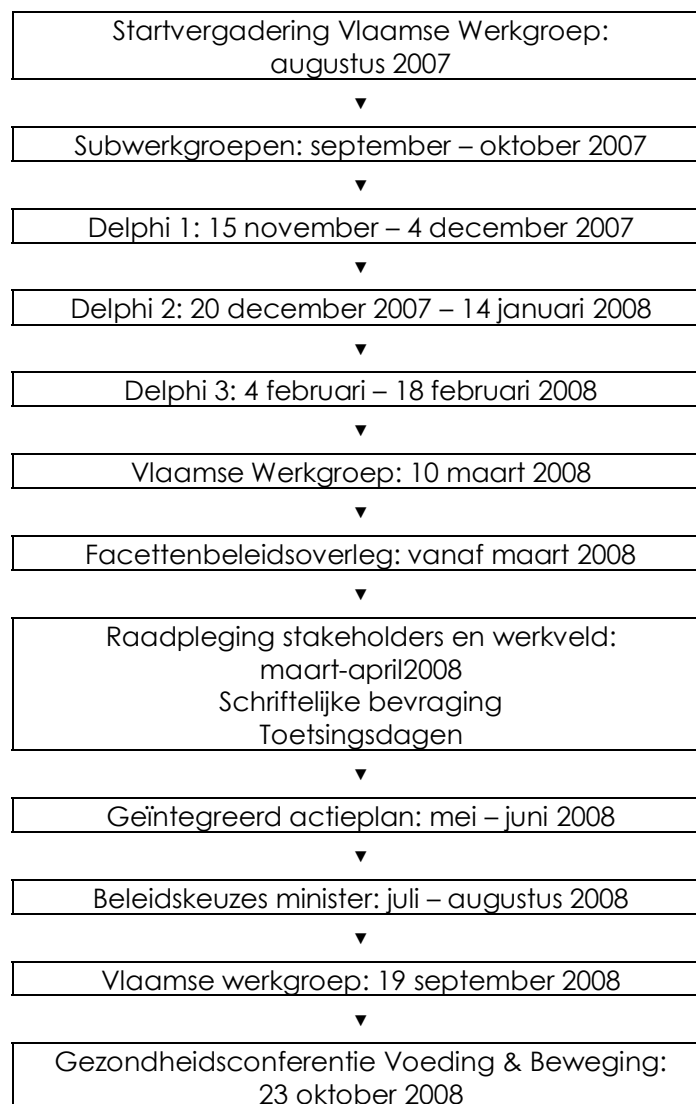 Startvergadering Vlaamse Werkgroep:
augustus 2007
▼
Subwerkgroepen: september – oktober 2007
▼
Delphi 1: 15 november – 4 december 2007
▼
Delphi 2: 20 december 2007 – 14 januari 2008
▼
Delphi 3: 4 februari – 18 februari 2008
▼
Vlaamse Werkgroep: 10 maart 2008
▼
Facettenbeleidsoverleg: vanaf maart 2008
▼
Raadpleging stakeholders en werkveld:
maart-april2008
Schriftelijke bevraging
Toetsingsdagen
▼
Geïntegreerd actieplan: mei – juni 2008
▼
Beleidskeuzes minister: juli – augustus 2008
▼
Vlaamse werkgroep: 19 september 2008
▼
Gezondheidsconferentie Voeding & Beweging:
23 oktober 2008